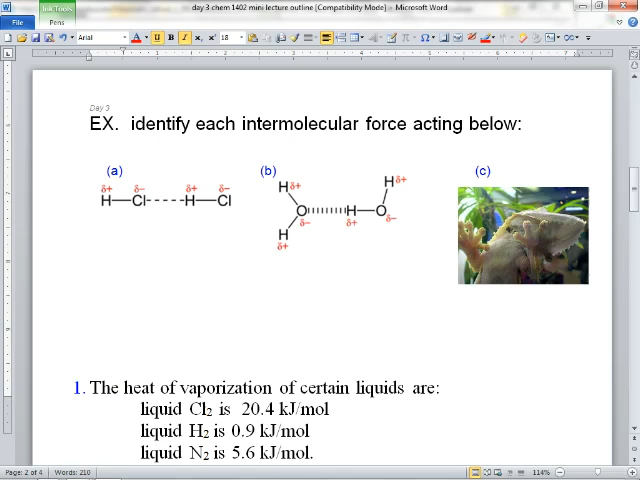 day 3 chem 1402 mini lecture outline [Compatibility Mode] - Microsoft Word
Ink Tools
File Pens
Arial 18
Day 3
EX. identify each intermolecular force acting below:
(a) (b) (c)
δ+ δ− δ+ δ−
H Cl H Cl
H δ+ H δ+
O H O
δ− δ+ δ−
H
δ+
1. The heat of vaporization of certain liquids are:
liquid Cl2 is 20.4 kJ/mol
liquid H2 is 0.9 kJ/mol
liquid N2 is 5.6 kJ/mol.
Page: 2 of 4 Words: 210 114%